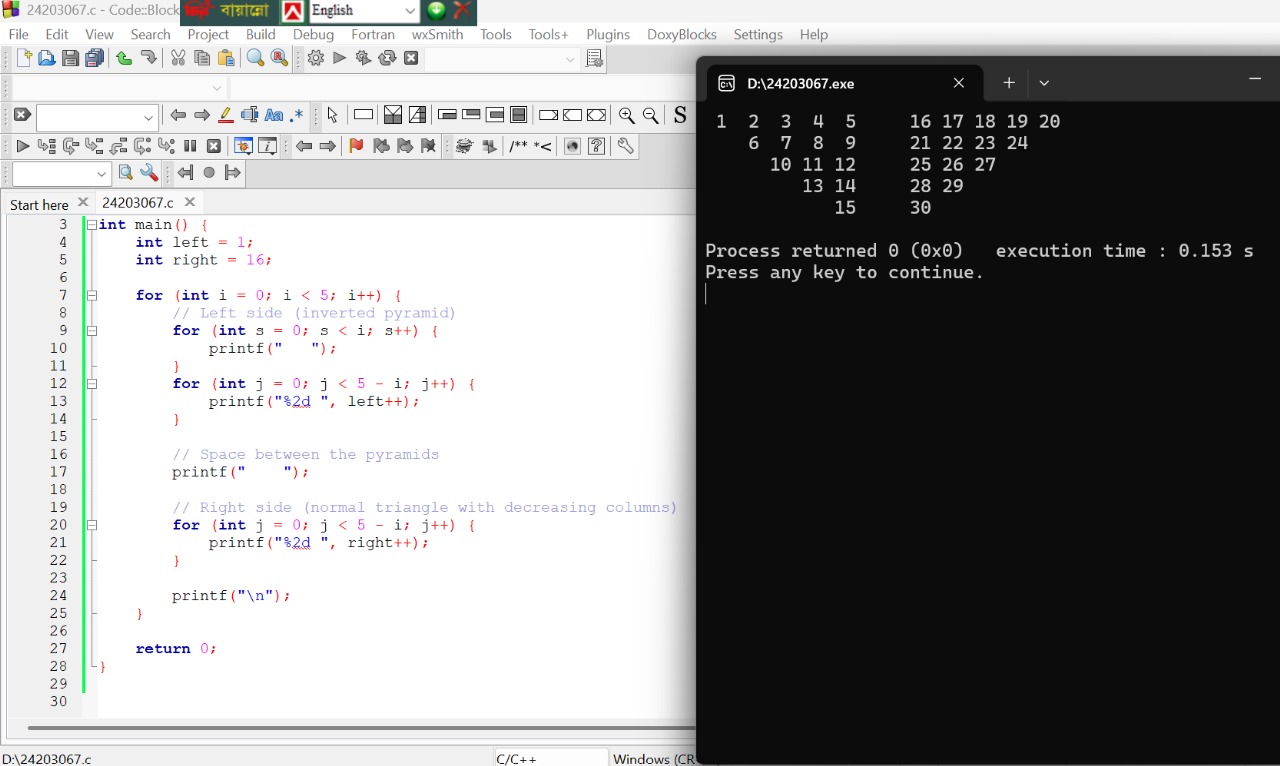 24203067.c - Code::Block
বায়ান্নো
English
File Edit View Search Project Build Debug Fortran wxSmith Tools Tools+ Plugins DoxyBlocks Settings Help
Aa .* S
/** *<
Start here 24203067.c
3 int main() {
4 int left = 1;
5 int right = 16;
6
7 for (int i = 0; i < 5; i++) {
8 // Left side (inverted pyramid)
9 for (int s = 0; s < i; s++) {
10 printf("   ");
11 }
12 for (int j = 0; j < 5 - i; j++) {
13 printf("%2d ", left++);
14 }
15
16 // Space between the pyramids
17 printf("    ");
18
19 // Right side (normal triangle with decreasing columns)
20 for (int j = 0; j < 5 - i; j++) {
21 printf("%2d ", right++);
22 }
23
24 printf("\n");
25 }
26
27 return 0;
28 }
29
30
D:\24203067.c C/C++ Windows (CR
D:\24203067.exe
1 2 3 4 5 16 17 18 19 20
6 7 8 9 21 22 23 24
10 11 12 25 26 27
13 14 28 29
15 30
Process returned 0 (0x0)   execution time : 0.153 s
Press any key to continue.